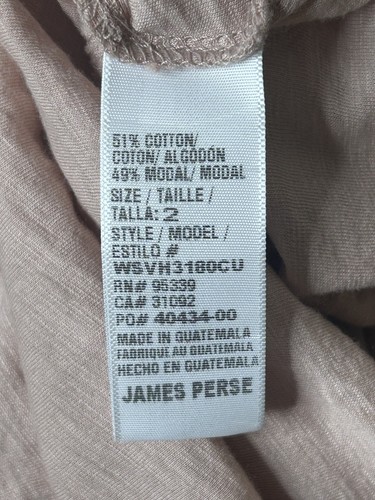 51% COTTON/
COTON/ ALGODÓN
49% MODAL/ MODAL
SIZE / TAILLE /
TALLA: 2
STYLE / MODEL /
ESTILO #
WSVH3180CU
RN# 95339
CA# 31092
PO# 40434-00
MADE IN GUATEMALA
FABRIQUE AU GUATEMALA
HECHO EN GUATEMALA
JAMES PERSE